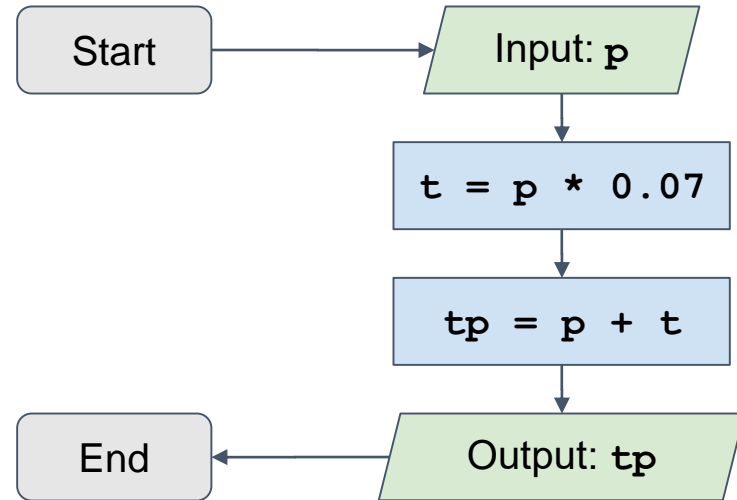 Start
Input: p
t = p * 0.07
tp = p + t
Output: tp
End